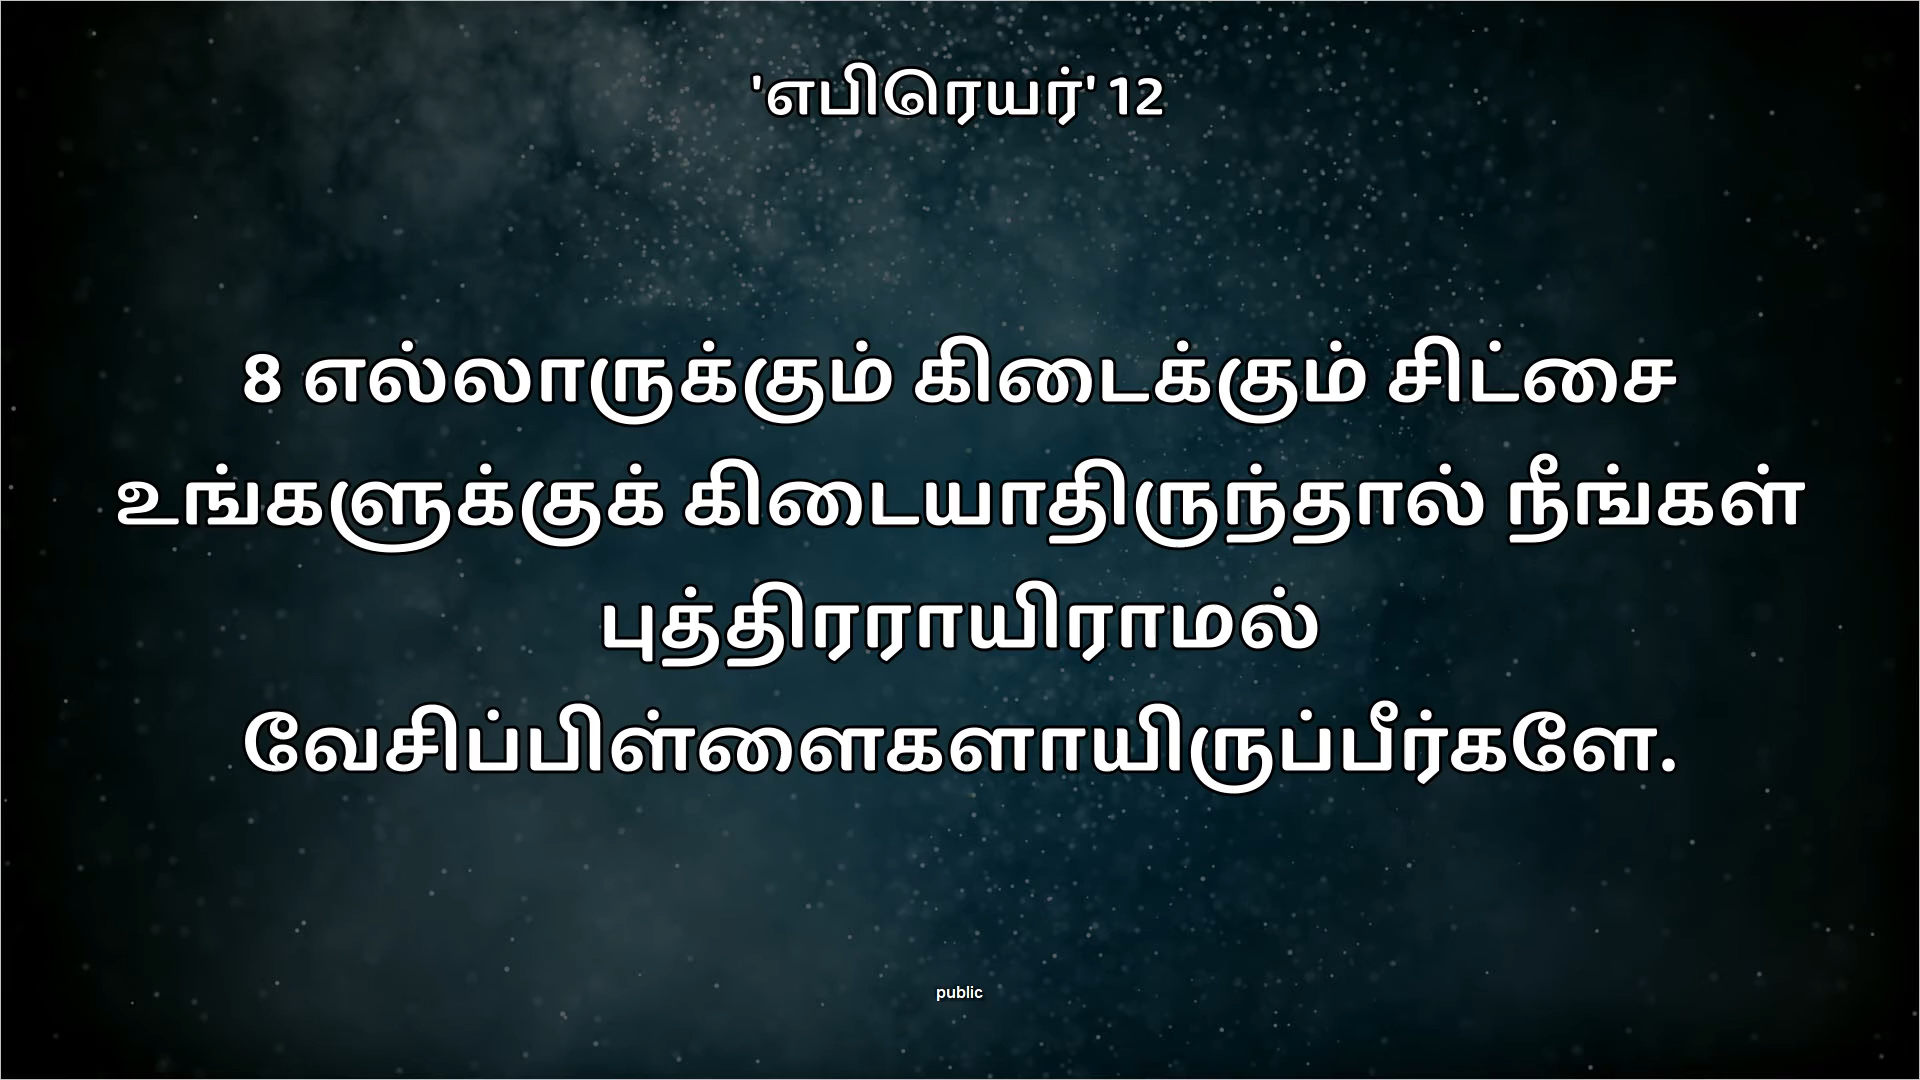 'எபிரெயர்' 12
8 எல்லாருக்கும் கிடைக்கும் சிட்சை
உங்களுக்குக் கிடையாதிருந்தால் நீங்கள்
புத்திரராயிராமல்
வேசிப்பிள்ளைகளாயிருப்பீர்களே.
public